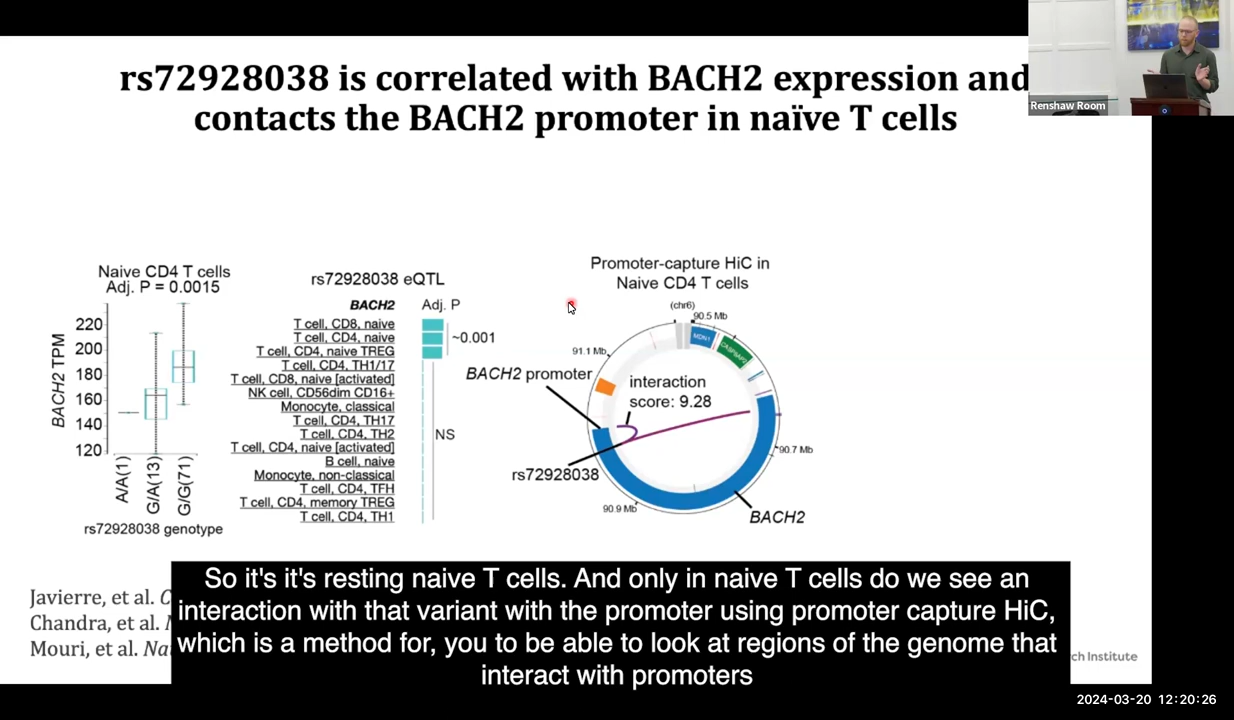 rs72928038 is correlated with BACH2 expression and
contacts the BACH2 promoter in naïve T cells
Renshaw Room
Naive CD4 T cells
Adj. P = 0.0015
BACH2 TPM
220
200
180
160
140
120
A/A(1)
G/A(13)
G/G(71)
rs72928038 genotype
rs72928038 eQTL
BACH2 Adj. P
T cell, CD8, naive
T cell, CD4, naive
T cell, CD4, naive TREG
T cell, CD4, TH1/17
T cell, CD8, naive [activated]
NK cell, CD56dim CD16+
Monocyte, classical
T cell, CD4, TH17
T cell, CD4, TH2
T cell, CD4, naive [activated]
B cell, naive
Monocyte, non-classical
T cell, CD4, TFH
T cell, CD4, memory TREG
T cell, CD4, TH1
~0.001
NS
Promoter-capture HiC in
Naive CD4 T cells
(chr6)
90.5 Mb
MDN1
CASP8AP2
91.1 Mb
BACH2 promoter
interaction
score: 9.28
rs72928038
90.7 Mb
90.9 Mb
BACH2
Javierre, et al. C
Chandra, et al.
Mouri, et al. Na
ch Institute
So it's it's resting naive T cells. And only in naive T cells do we see an
interaction with that variant with the promoter using promoter capture HiC,
which is a method for, you to be able to look at regions of the genome that
interact with promoters
2024-03-20 12:20:26